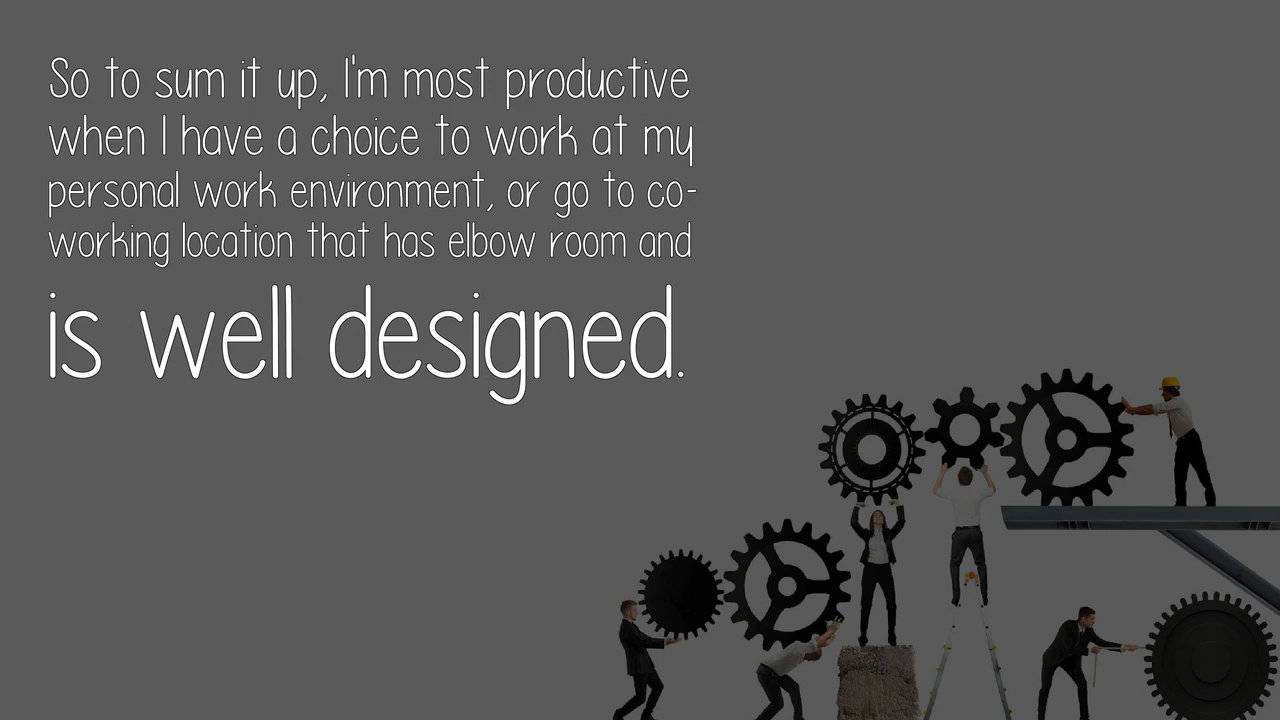 So to sum it up, I'm most productive
when I have a choice to work at my
personal work environment, or go to co-
working location that has elbow room and
is well designed.